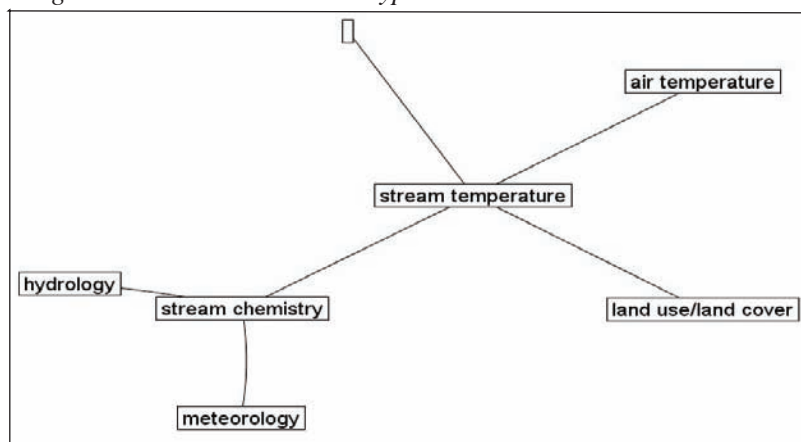 air temperature
stream temperature
hydrology
stream chemistry
land use/land cover
meteorology